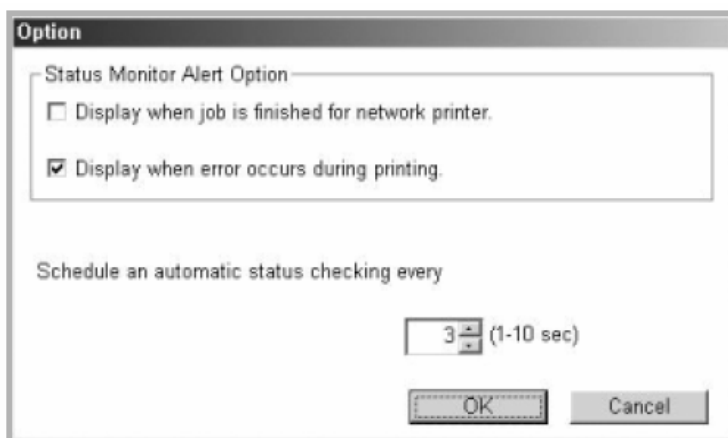 Option
Status Monitor Alert Option
Display when job is finished for network printer.
Display when error occurs during printing.
Schedule an automatic status checking every
3 (1-10 sec)
OK Cancel